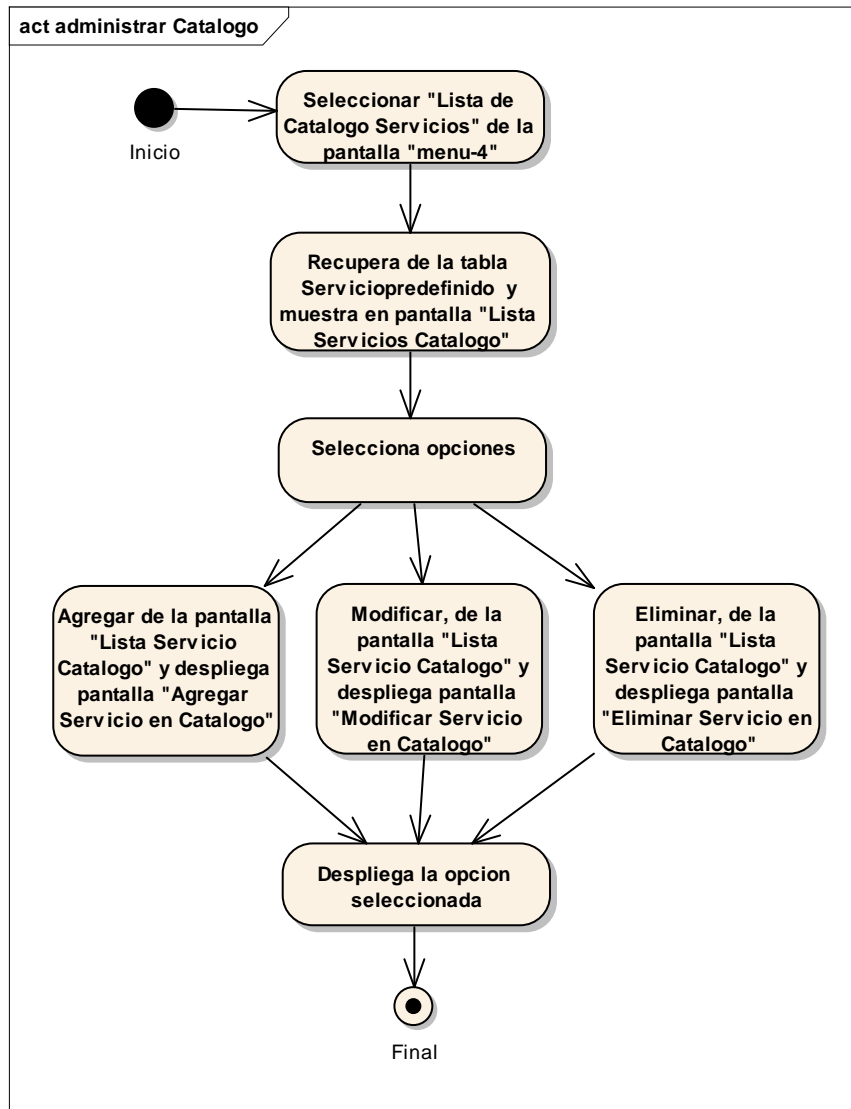 act administrar Catalogo
Inicio
Seleccionar "Lista de
Catalogo Servicios" de la
pantalla "menu-4"
Recupera de la tabla
Serviciopredefinido y
muestra en pantalla "Lista
Servicios Catalogo"
Selecciona opciones
Agregar de la pantalla
"Lista Servicio
Catalogo" y despliega
pantalla "Agregar
Servicio en Catalogo"
Modificar, de la
pantalla "Lista
Servicio Catalogo" y
despliega pantalla
"Modificar Servicio
en Catalogo"
Eliminar, de la
pantalla "Lista
Servicio Catalogo" y
despliega pantalla
"Eliminar Servicio en
Catalogo"
Despliega la opcion
seleccionada
Final